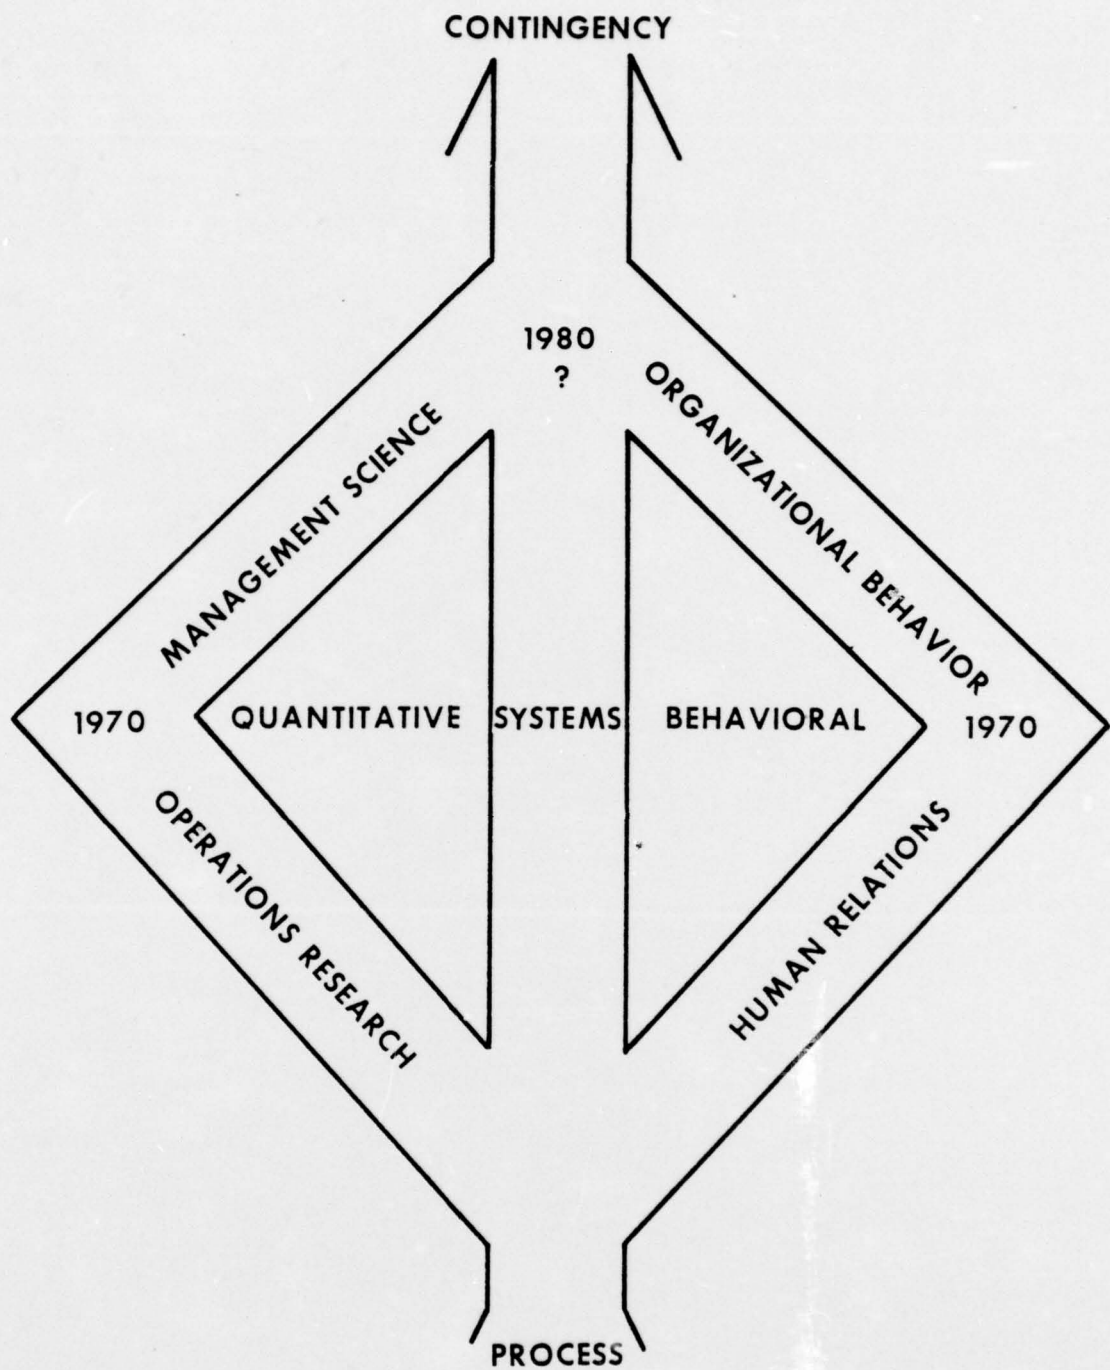 CONTINGENCY
1980
?
MANAGEMENT SCIENCE
ORGANIZATIONAL BEHAVIOR
1970
QUANTITATIVE
SYSTEMS
BEHAVIORAL
1970
OPERATIONS RESEARCH
HUMAN RELATIONS
PROCESS